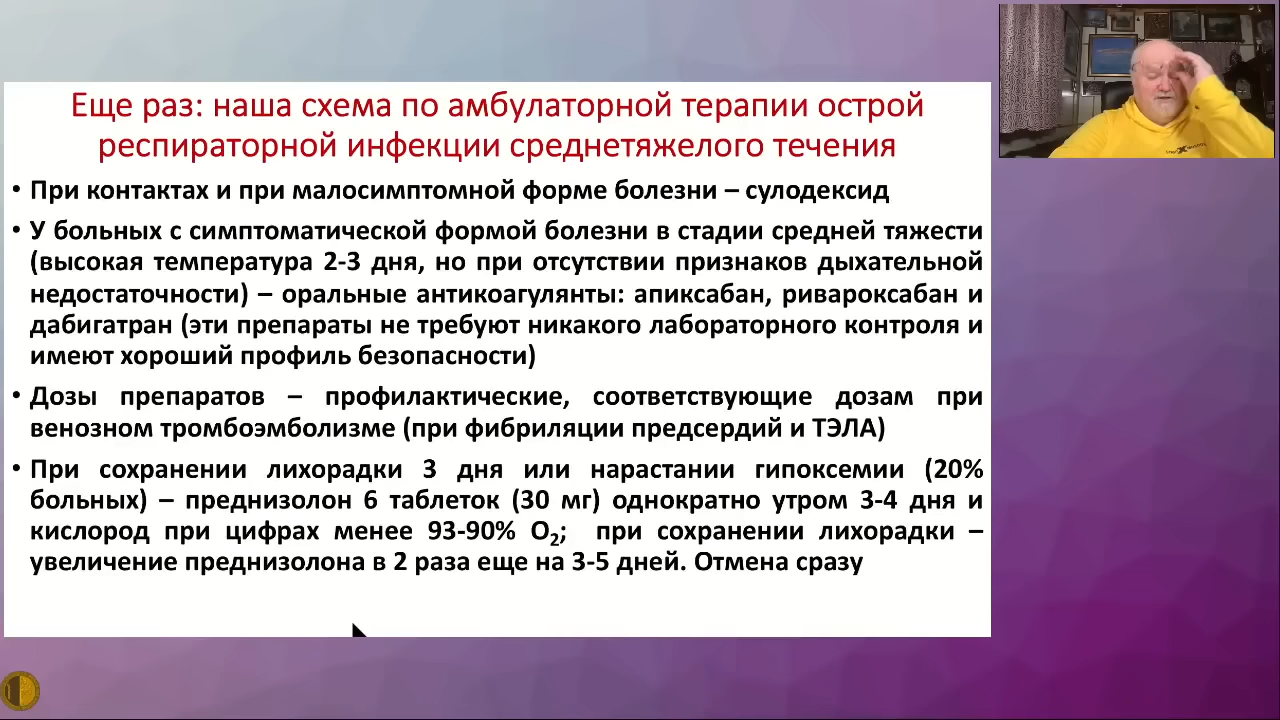 Еще раз: наша схема по амбулаторной терапии острой
респираторной инфекции среднетяжелого течения
• При контактах и при малосимптомной форме болезни – сулодексид
• У больных с симптоматической формой болезни в стадии средней тяжести
(высокая температура 2-3 дня, но при отсутствии признаков дыхательной
недостаточности) – оральные антикоагулянты: апиксабан, ривароксабан и
дабигатран (эти препараты не требуют никакого лабораторного контроля и
имеют хороший профиль безопасности)
• Дозы препаратов – профилактические, соответствующие дозам при
венозном тромбоэмболизме (при фибриляции предсердий и ТЭЛА)
• При сохранении лихорадки 3 дня или нарастании гипоксемии (20%
больных) – преднизолон 6 таблеток (30 мг) однократно утром 3-4 дня и
кислород при цифрах менее 93-90% O₂; при сохранении лихорадки –
увеличение преднизолона в 2 раза еще на 3-5 дней. Отмена сразу